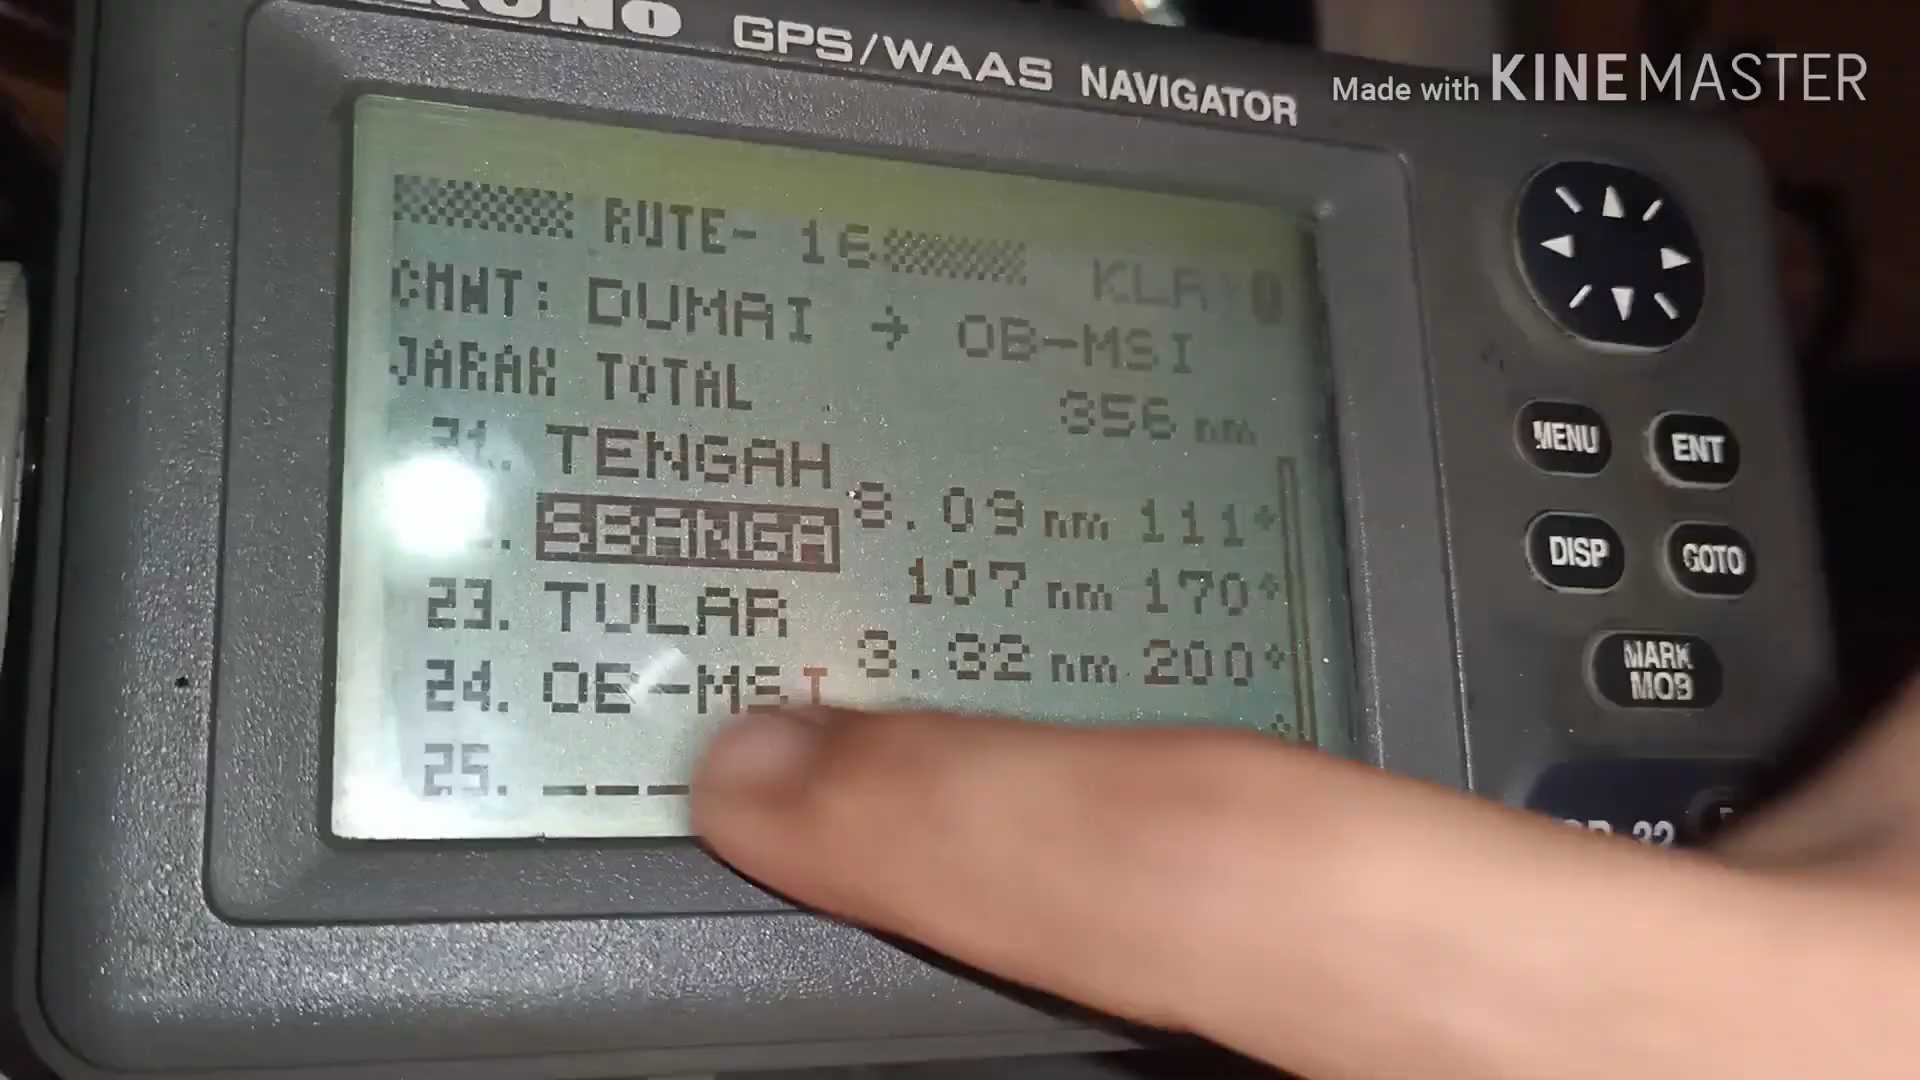 GPS/WAAS NAVIGATOR
Made with KINEMASTER
RUTE- 16
CMNT: DUMAI → OB-MSI
JARAK TOTAL 356 nm
TENGAH
8.09 nm 111°
SBANGA
107 nm 170°
23. TULAR
3.32 nm 200°
24. OB-MSI
25. ---
MENU
ENT
DISP
GOTO
MARK
MOB